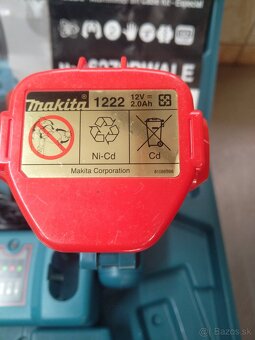 makita 1222 12V⎓ 2.0Ah
Ni-Cd
Cd
Makita Corporation
bazos.sk